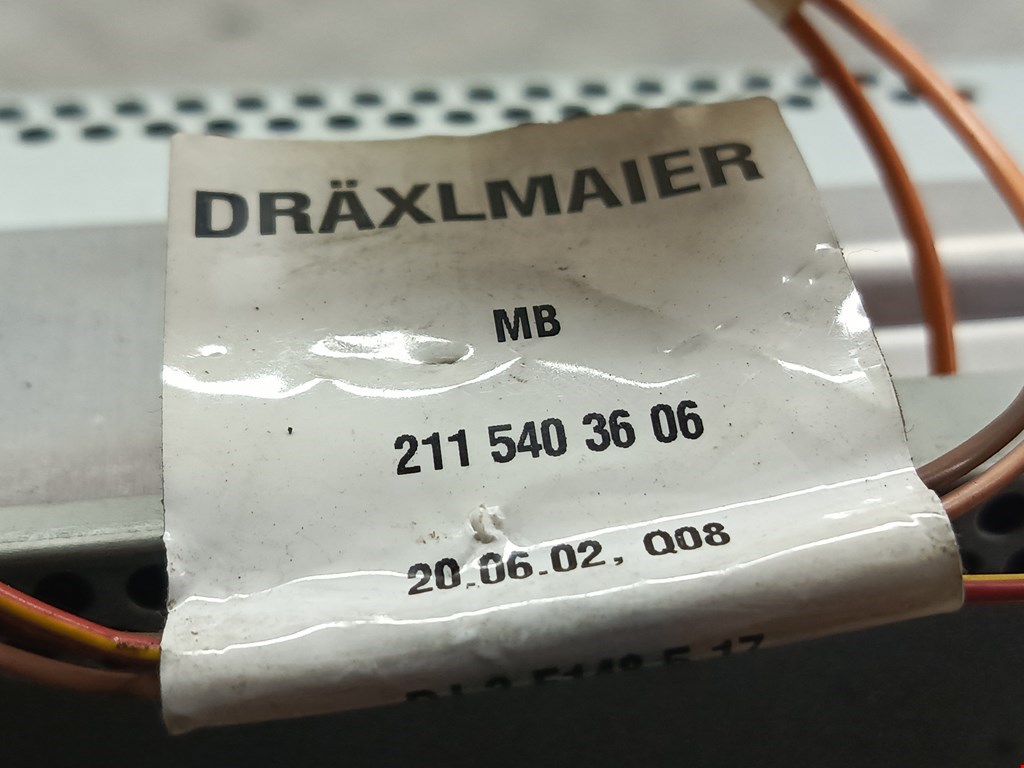 DRÄXLMAIER
MB
211 540 36 06
20.06.02, Q08